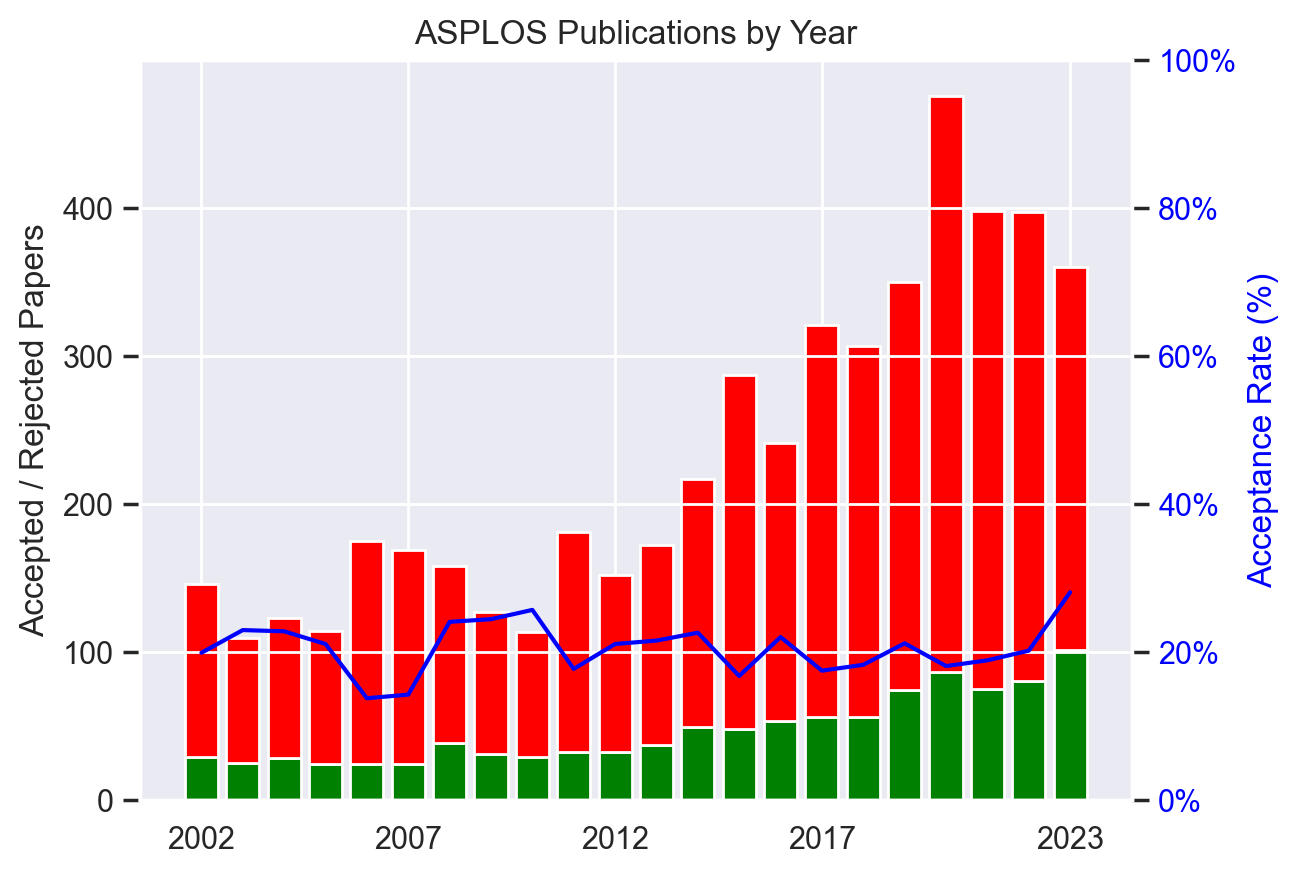 ASPLOS Publications by Year
Accepted / Rejected Papers
400
300
200
100
0
100%
80%
60%
40%
20%
0%
Acceptance Rate (%)
2002 2007 2012 2017 2023